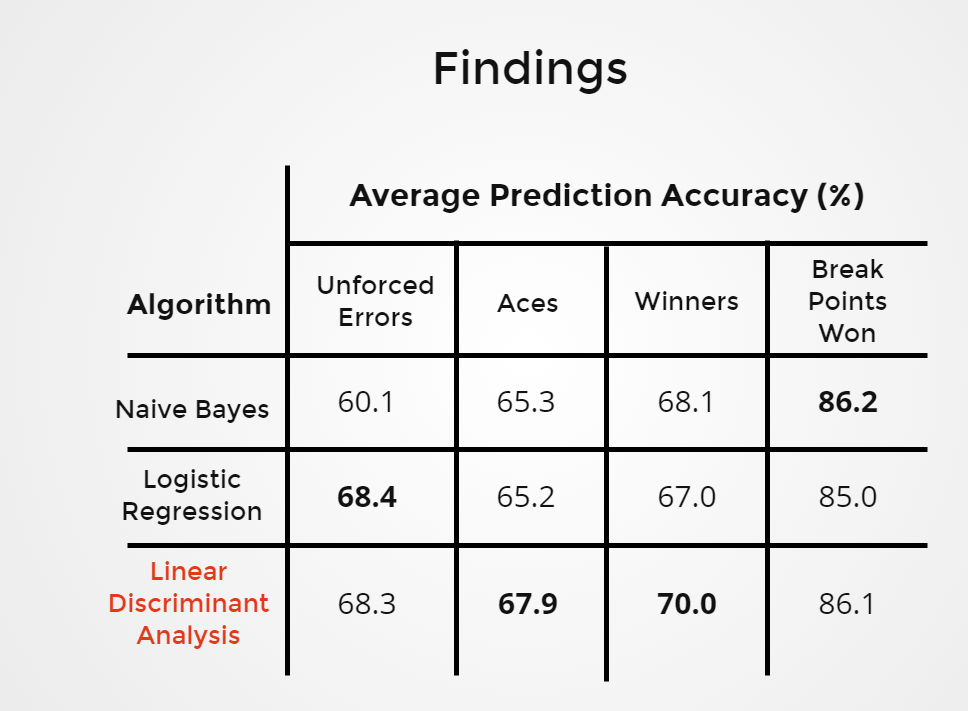 Findings
Average Prediction Accuracy (%)
Algorithm
Unforced
Errors
Aces
Winners
Break
Points
Won
Naive Bayes
60.1
65.3
68.1
86.2
Logistic
Regression
68.4
65.2
67.0
85.0
Linear
Discriminant
Analysis
68.3
67.9
70.0
86.1